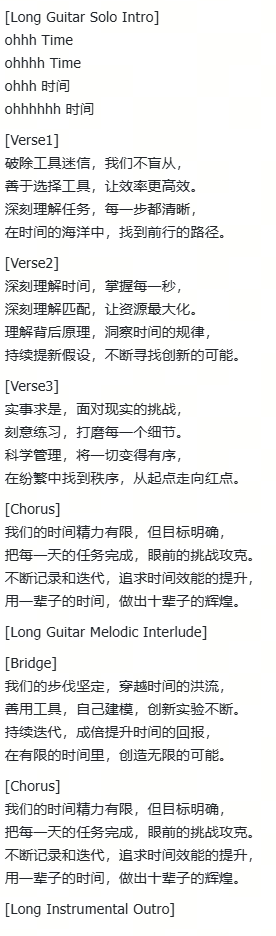 [Long Guitar Solo Intro]
ohhh Time
ohhhh Time
ohhh 时间
ohhhhhh 时间
[Verse1]
破除工具迷信，我们不盲从，
善于选择工具，让效率更高效。
深刻理解任务，每一步都清晰，
在时间的海洋中，找到前行的路径。
[Verse2]
深刻理解时间，掌握每一秒，
深刻理解匹配，让资源最大化。
理解背后原理，洞察时间的规律，
持续提新假设，不断寻找创新的可能。
[Verse3]
实事求是，面对现实的挑战，
刻意练习，打磨每一个细节。
科学管理，将一切变得有序，
在纷繁中找到秩序，从起点走向红点。
[Chorus]
我们的时间精力有限，但目标明确，
把每一天的任务完成，眼前的挑战攻克。
不断记录和迭代，追求时间效能的提升，
用一辈子的时间，做出十辈子的辉煌。
[Long Guitar Melodic Interlude]
[Bridge]
我们的步伐坚定，穿越时间的洪流，
善用工具，自己建模，创新实验不断。
持续迭代，成倍提升时间的回报，
在有限的时间里，创造无限的可能。
[Chorus]
我们的时间精力有限，但目标明确，
把每一天的任务完成，眼前的挑战攻克。
不断记录和迭代，追求时间效能的提升，
用一辈子的时间，做出十辈子的辉煌。
[Long Instrumental Outro]